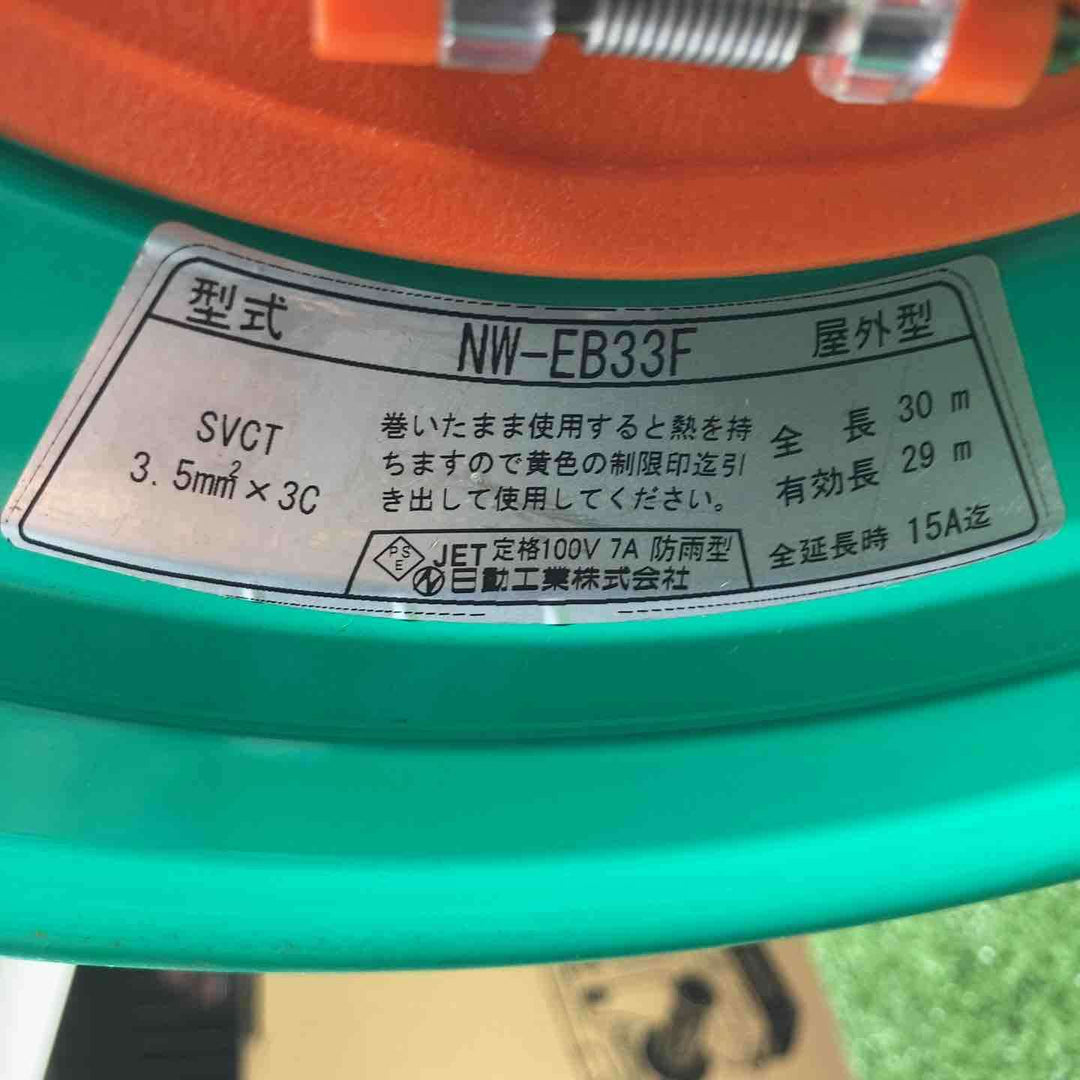 型式 NW-EB33F 屋外型
SVCT
3.5mm²×3C
巻いたまま使用すると熱を持
ちますので黄色の制限印迄引
き出して使用してください。
全長 30 m
有効長 29 m
全延長時 15A迄
PSE JET 定格100V 7A 防雨型
日動工業株式会社